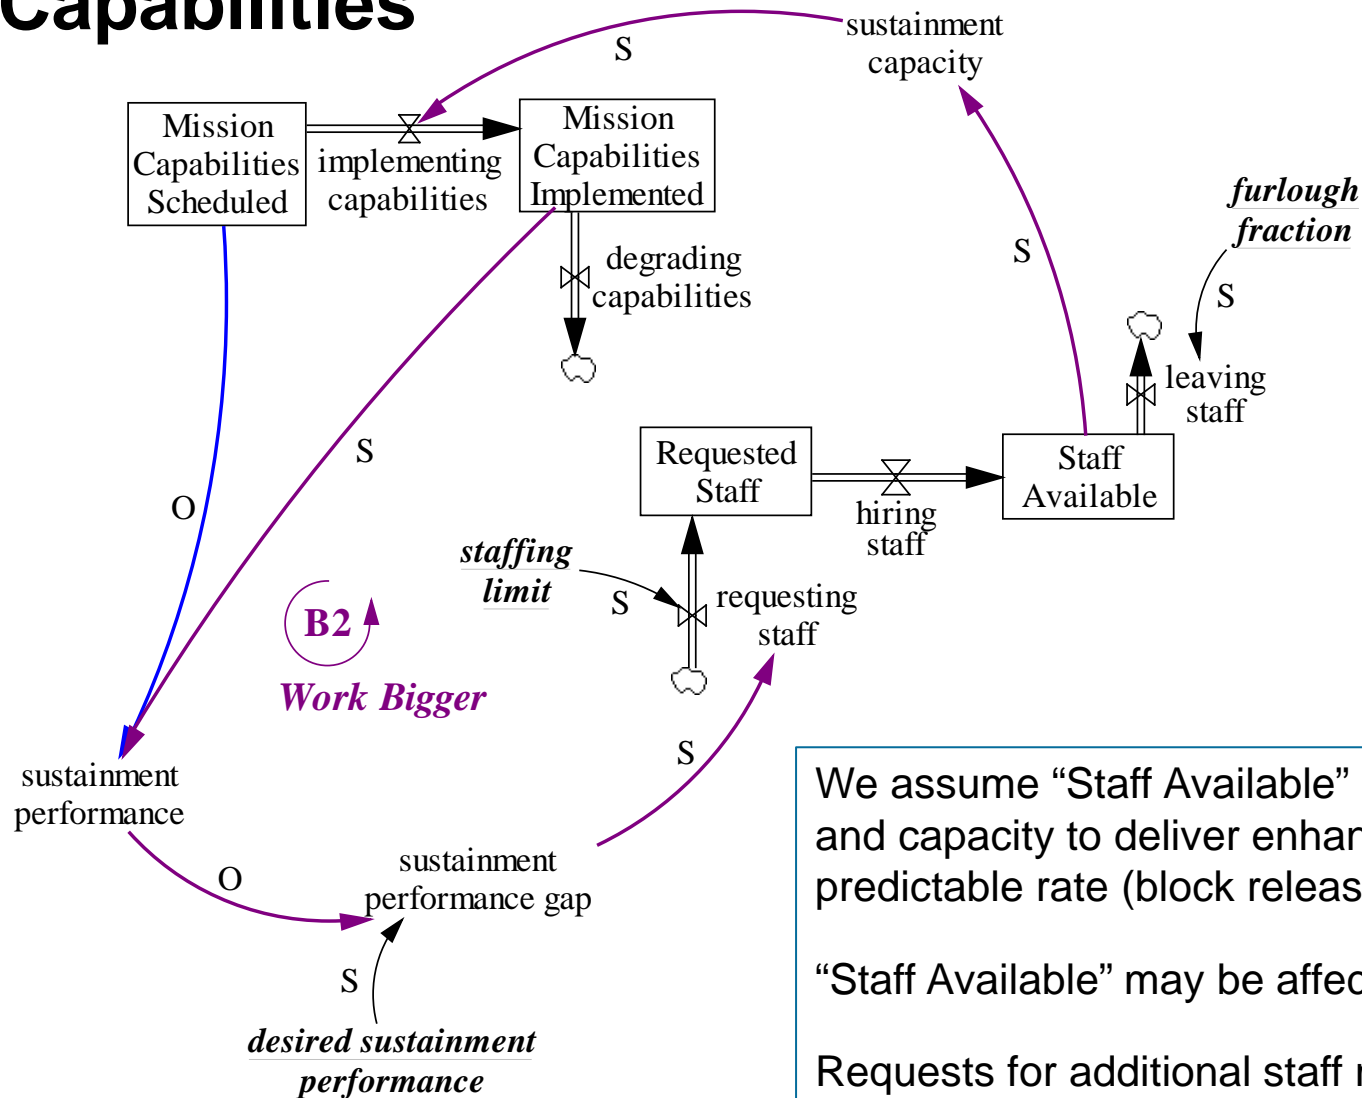 Capabilities
sustainment
capacity
S
Mission
Capabilities
Scheduled
implementing
capabilities
Mission
Capabilities
Implemented
furlough
fraction
degrading
capabilities
S
S
leaving
staff
S
O
Requested
Staff
hiring
staff
Staff
Available
staffing
limit
S
requesting
staff
B2
Work Bigger
S
sustainment
performance
O
sustainment
performance gap
S
desired sustainment
performance
We assume “Staff Available”
and capacity to deliver
predictable rate (block
“Staff Available” may be
Requests for additional staff